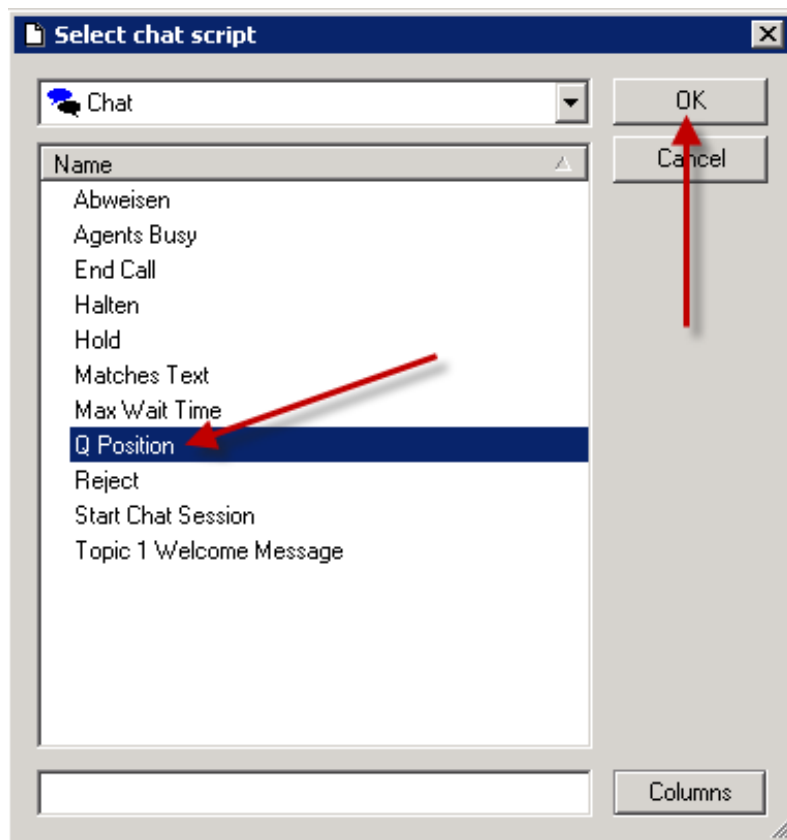 Select chat script
Chat
OK
Cancel
Name
Abweisen
Agents Busy
End Call
Halten
Hold
Matches Text
Max Wait Time
Q Position
Reject
Start Chat Session
Topic 1 Welcome Message
Columns